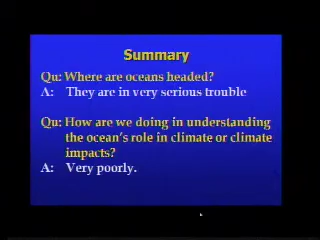 Summary
Qu: Where are oceans headed?
A: They are in very serious trouble
Qu: How are we doing in understanding
the ocean's role in climate or climate
impacts?
A: Very poorly.